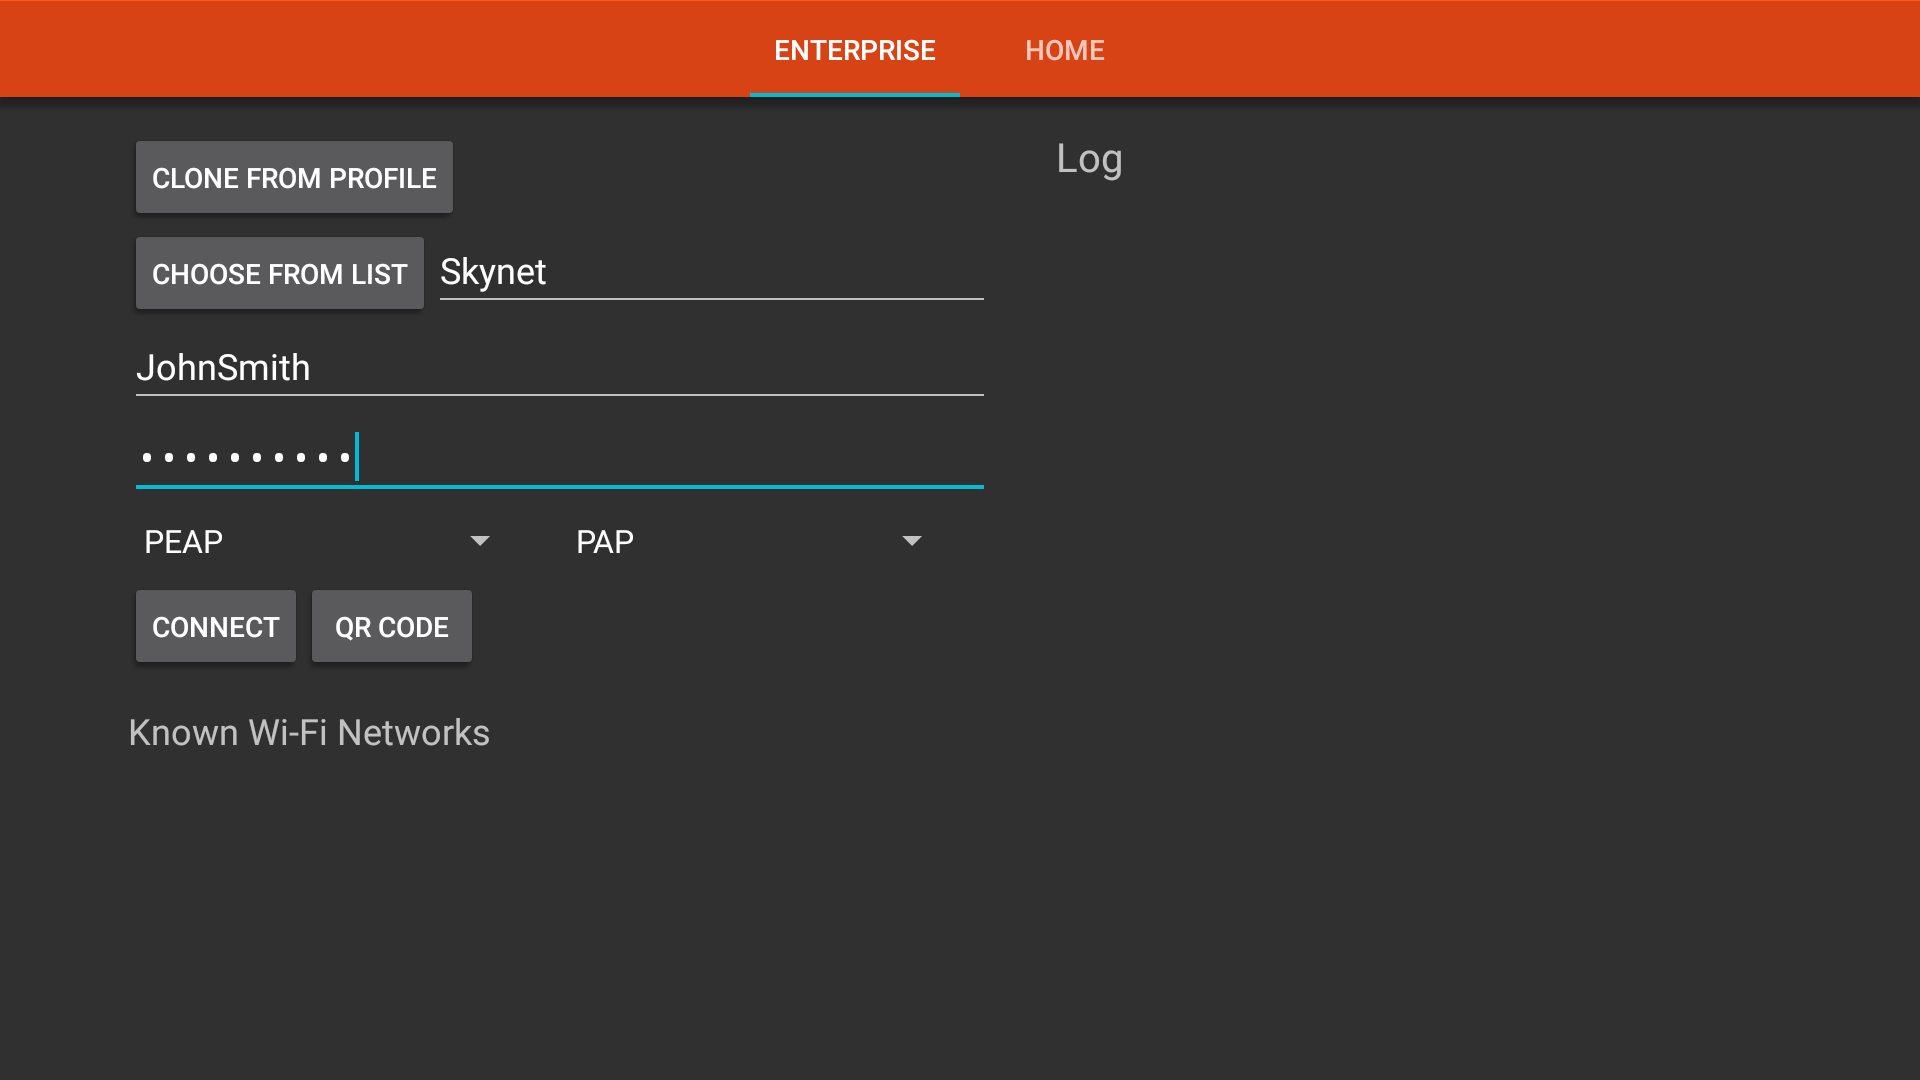 ENTERPRISE HOME
CLONE FROM PROFILE
CHOOSE FROM LIST Skynet
JohnSmith
••••••••••
PEAP PAP
CONNECT QR CODE
Known Wi-Fi Networks
Log